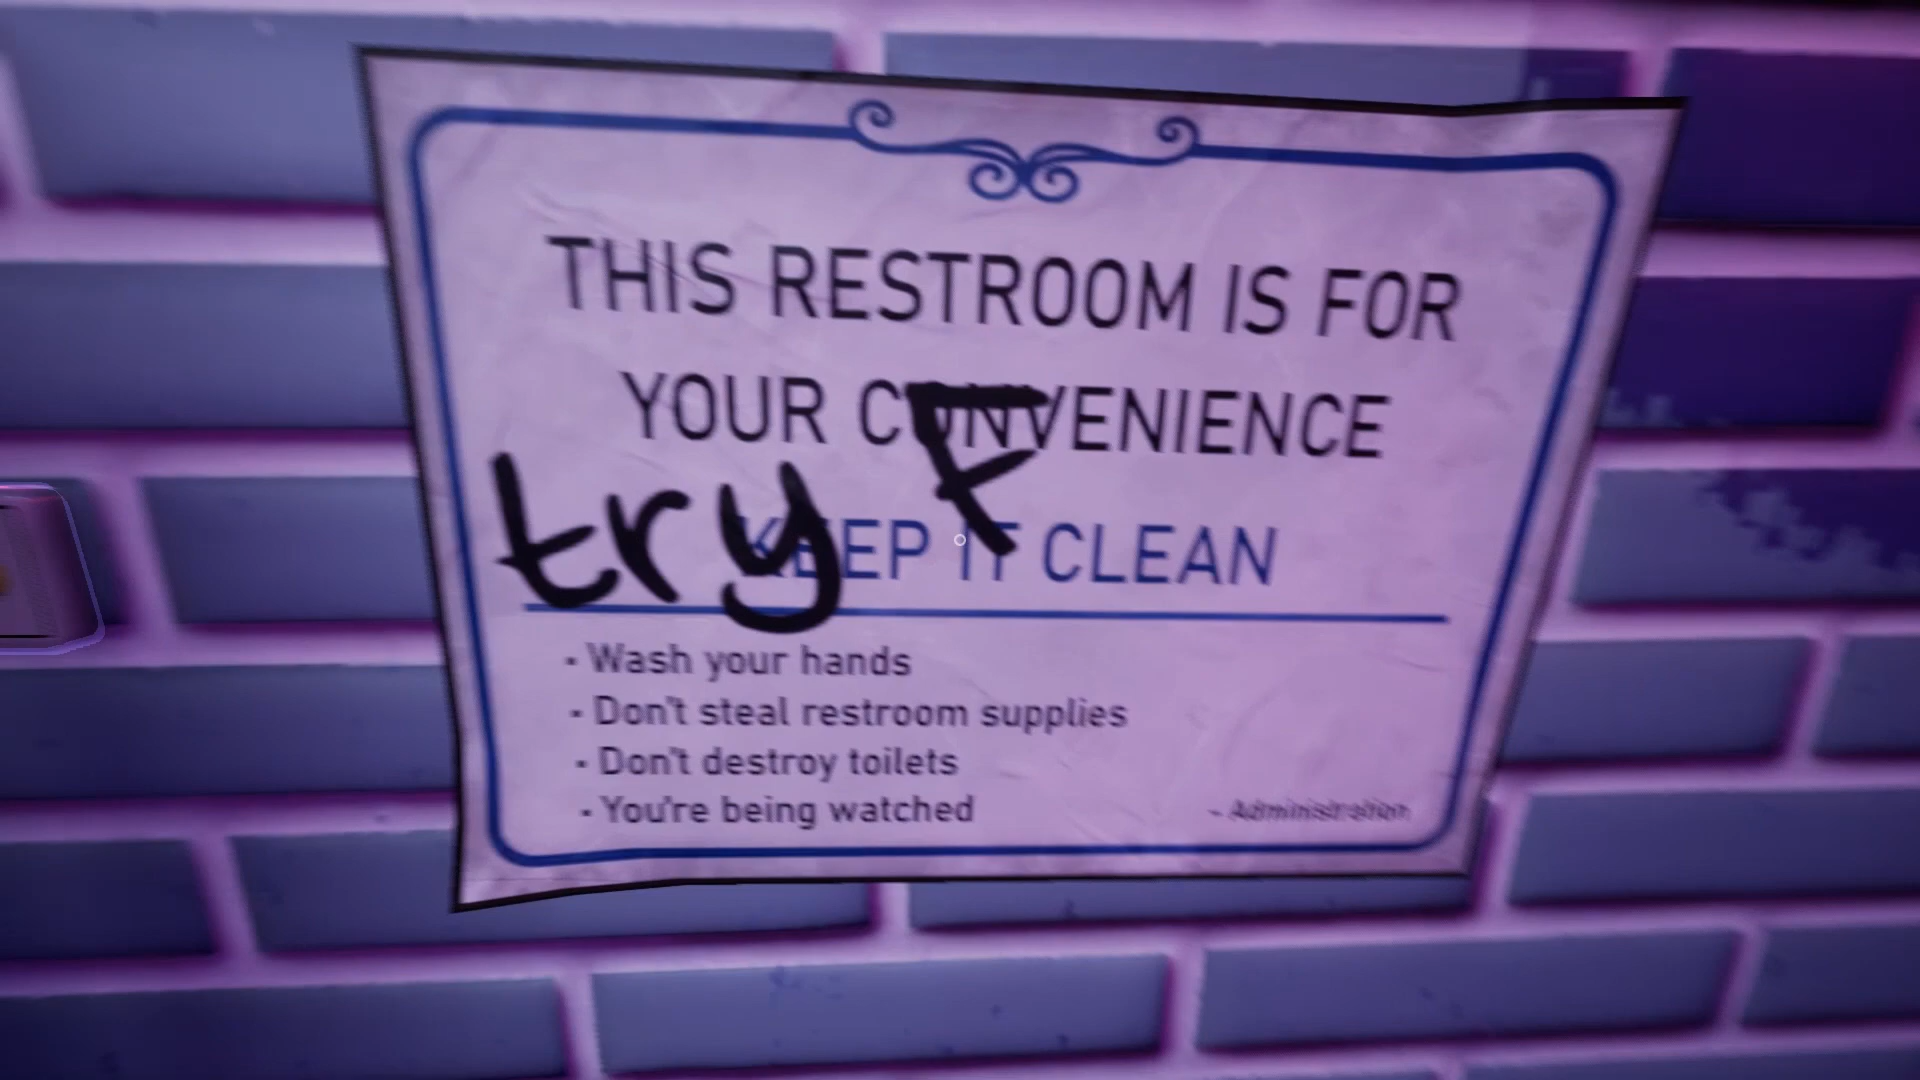 THIS RESTROOM IS FOR
YOUR CONVENIENCE
try F
KEEP IT CLEAN
• Wash your hands
• Don't steal restroom supplies
• Don't destroy toilets
• You're being watched
- Administration